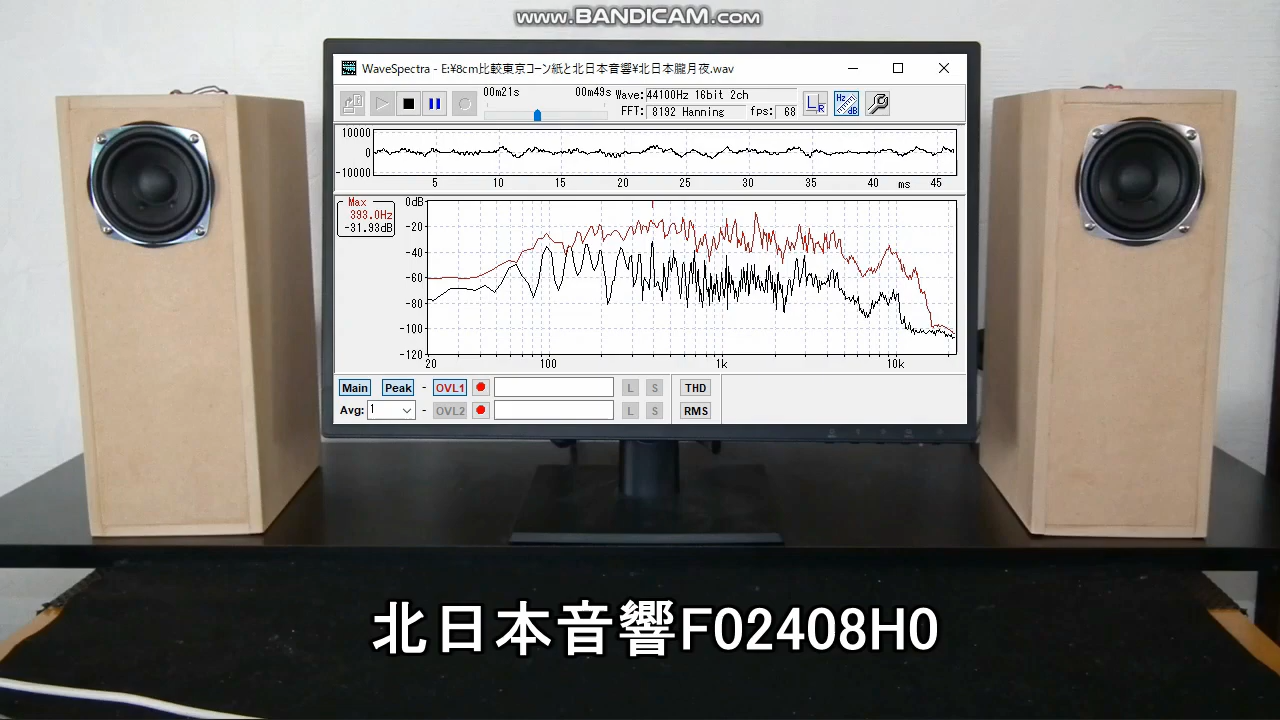 www.BANDICAM.com
WaveSpectra - E:¥8cm比較東京コーン紙と北日本音響¥北日本朧月夜.wav
00m21s 00m49s Wave: 44100Hz 16bit 2ch
FFT: 8192 Hanning fps: 68
L R Hz dB
10000
0
-10000
5 10 15 20 25 30 35 40 ms 45
Max
393.0Hz
-31.93dB
0dB
-20
-40
-60
-80
-100
-120
20 100 1k 10k
Main Peak - OVL1 L S THD
Avg: 1 - OVL2 L S RMS
北日本音響F02408H0